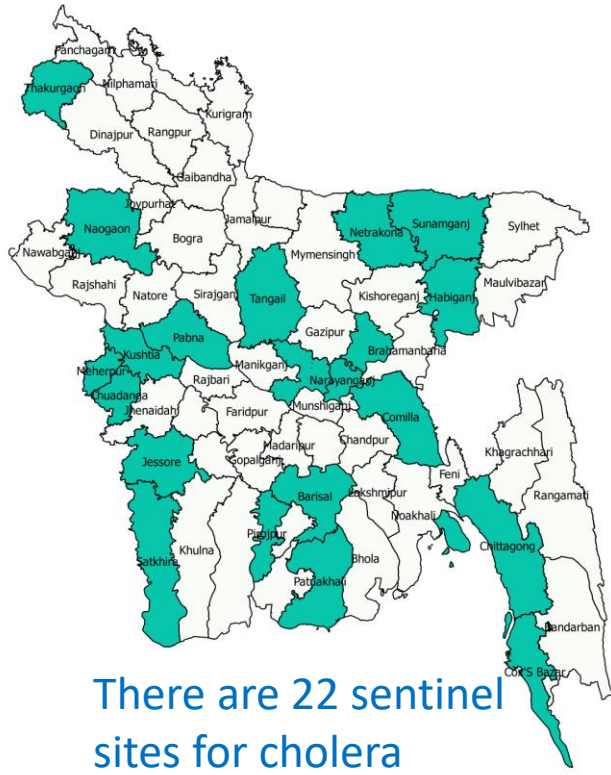 Panchagarh
Thakurgaon
Nilphamari
Kurigram
Dinajpur
Rangpur
Gaibandha
Joypurhat
Naogaon
Jamalpur
Netrakona
Sunamganj
Sylhet
Bogra
Mymensingh
Nawabganj
Maulvibazar
Rajshahi
Natore
Sirajganj
Tangail
Kishoreganj
Habiganj
Gazipur
Pabna
Brahamanbaria
Kushtia
Manikganj
Meherpur
Rajbari
Narayanganj
Chuadanga
Jhenaidah
Faridpur
Munshiganj
Comilla
Madaripur
Chandpur
Khagrachhari
Jessore
Gopalganj
Feni
Rangamati
Barisal
Lakshmipur
Noakhali
Pirojpur
Chittagong
Satkhira
Khulna
Bhola
Patuakhali
Bandarban
Cox'S Bazar
There are 22 sentinel
sites for cholera